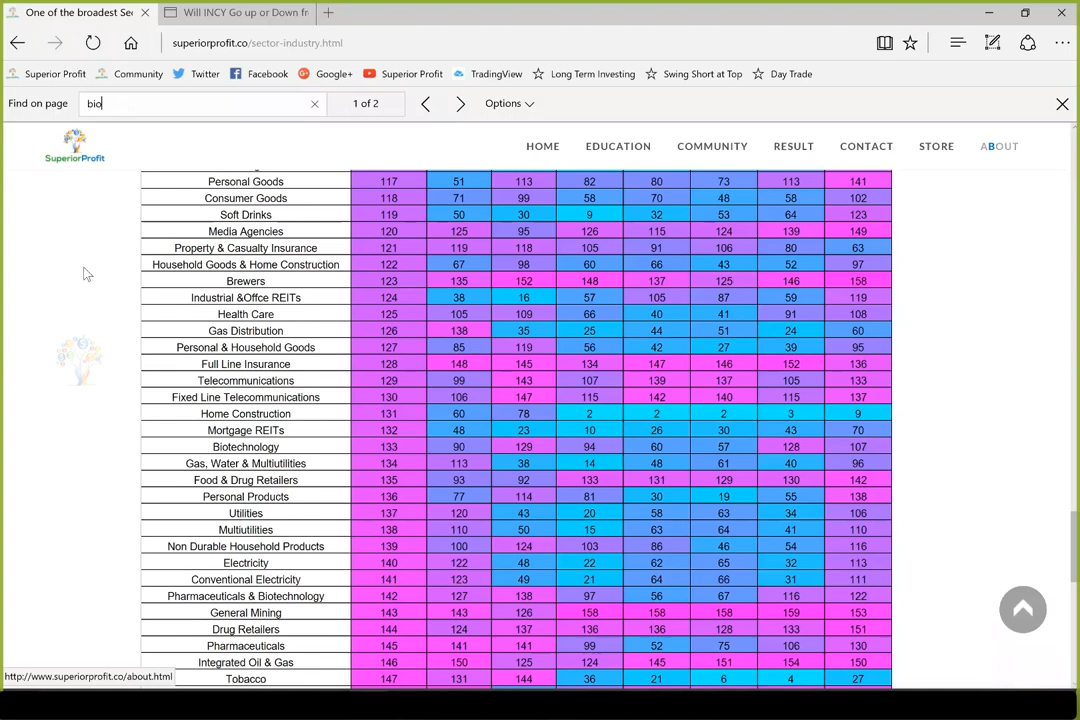 One of the broadest Sec
Will INCY Go up or Down fr
superiorprofit.co/sector-industry.html
Superior Profit Community Twitter Facebook Google+ Superior Profit TradingView Long Term Investing Swing Short at Top Day Trade
Find on page bio 1 of 2 Options
SuperiorProfit
HOME EDUCATION COMMUNITY RESULT CONTACT STORE ABOUT
Personal Goods 117 51 113 82 80 73 113 141
Consumer Goods 118 71 99 58 70 48 58 102
Soft Drinks 119 50 30 9 32 53 64 123
Media Agencies 120 125 95 126 115 124 139 149
Property & Casualty Insurance 121 119 118 105 91 106 80 63
Household Goods & Home Construction 122 67 98 60 66 43 52 97
Brewers 123 135 152 148 137 125 146 158
Industrial &Offce REITs 124 38 16 57 105 87 59 119
Health Care 125 105 109 66 40 41 91 108
Gas Distribution 126 138 35 25 44 51 24 60
Personal & Household Goods 127 85 119 56 42 27 39 95
Full Line Insurance 128 148 145 134 147 146 152 136
Telecommunications 129 99 143 107 139 137 105 133
Fixed Line Telecommunications 130 106 147 115 142 140 115 137
Home Construction 131 60 78 2 2 2 3 9
Mortgage REITs 132 48 23 10 26 30 43 70
Biotechnology 133 90 129 94 60 57 128 107
Gas, Water & Multiutilities 134 113 38 14 48 61 40 96
Food & Drug Retailers 135 93 92 133 131 129 130 142
Personal Products 136 77 114 81 30 19 55 138
Utilities 137 120 43 20 58 63 34 106
Multiutilities 138 110 50 15 63 64 41 110
Non Durable Household Products 139 100 124 103 86 46 54 116
Electricity 140 122 48 22 62 65 32 113
Conventional Electricity 141 123 49 21 64 66 31 111
Pharmaceuticals & Biotechnology 142 127 138 97 56 67 116 122
General Mining 143 143 126 158 158 158 159 153
Drug Retailers 144 124 137 136 136 128 133 151
Pharmaceuticals 145 141 141 99 52 75 106 130
Integrated Oil & Gas 146 150 125 124 145 151 154 150
Tobacco 147 131 144 36 21 6 4 27
http://www.superiorprofit.co/about.html